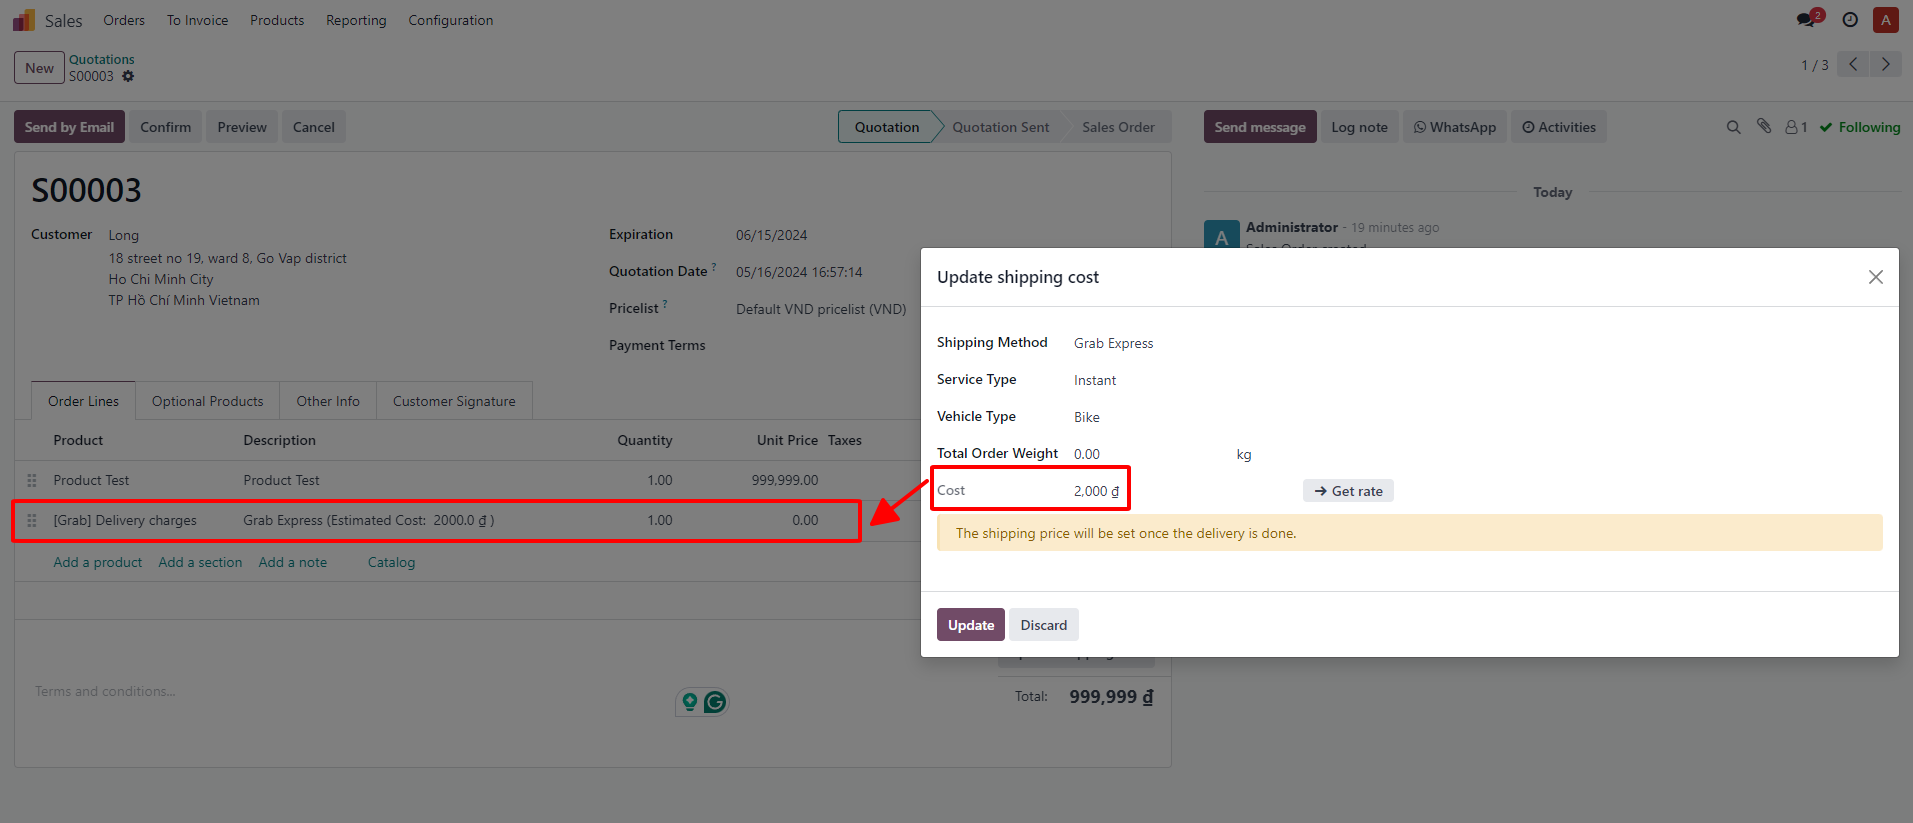 Sales Orders To Invoice Products Reporting Configuration 2 A
New Quotations
S00003
1 / 3
Send by Email Confirm Preview Cancel Quotation Quotation Sent Sales Order
Send message Log note WhatsApp Activities 1 Following
S00003
Today
Customer Long
18 street no 19, ward 8, Go Vap district
Ho Chi Minh City
TP Hồ Chí Minh Vietnam
Expiration 06/15/2024
Quotation Date ? 05/16/2024 16:57:14
Pricelist ? Default VND pricelist (VND)
Payment Terms
A Administrator - 19 minutes ago
Sales Order created
Update shipping cost
Shipping Method Grab Express
Service Type Instant
Vehicle Type Bike
Total Order Weight 0.00 kg
Cost 2,000 ₫ Get rate
The shipping price will be set once the delivery is done.
Update Discard
Order Lines Optional Products Other Info Customer Signature
Product Description Quantity Unit Price Taxes
Product Test Product Test 1.00 999,999.00
[Grab] Delivery charges Grab Express (Estimated Cost: 2000.0 ₫ ) 1.00 0.00
Add a product Add a section Add a note Catalog
Terms and conditions...
Total: 999,999 ₫